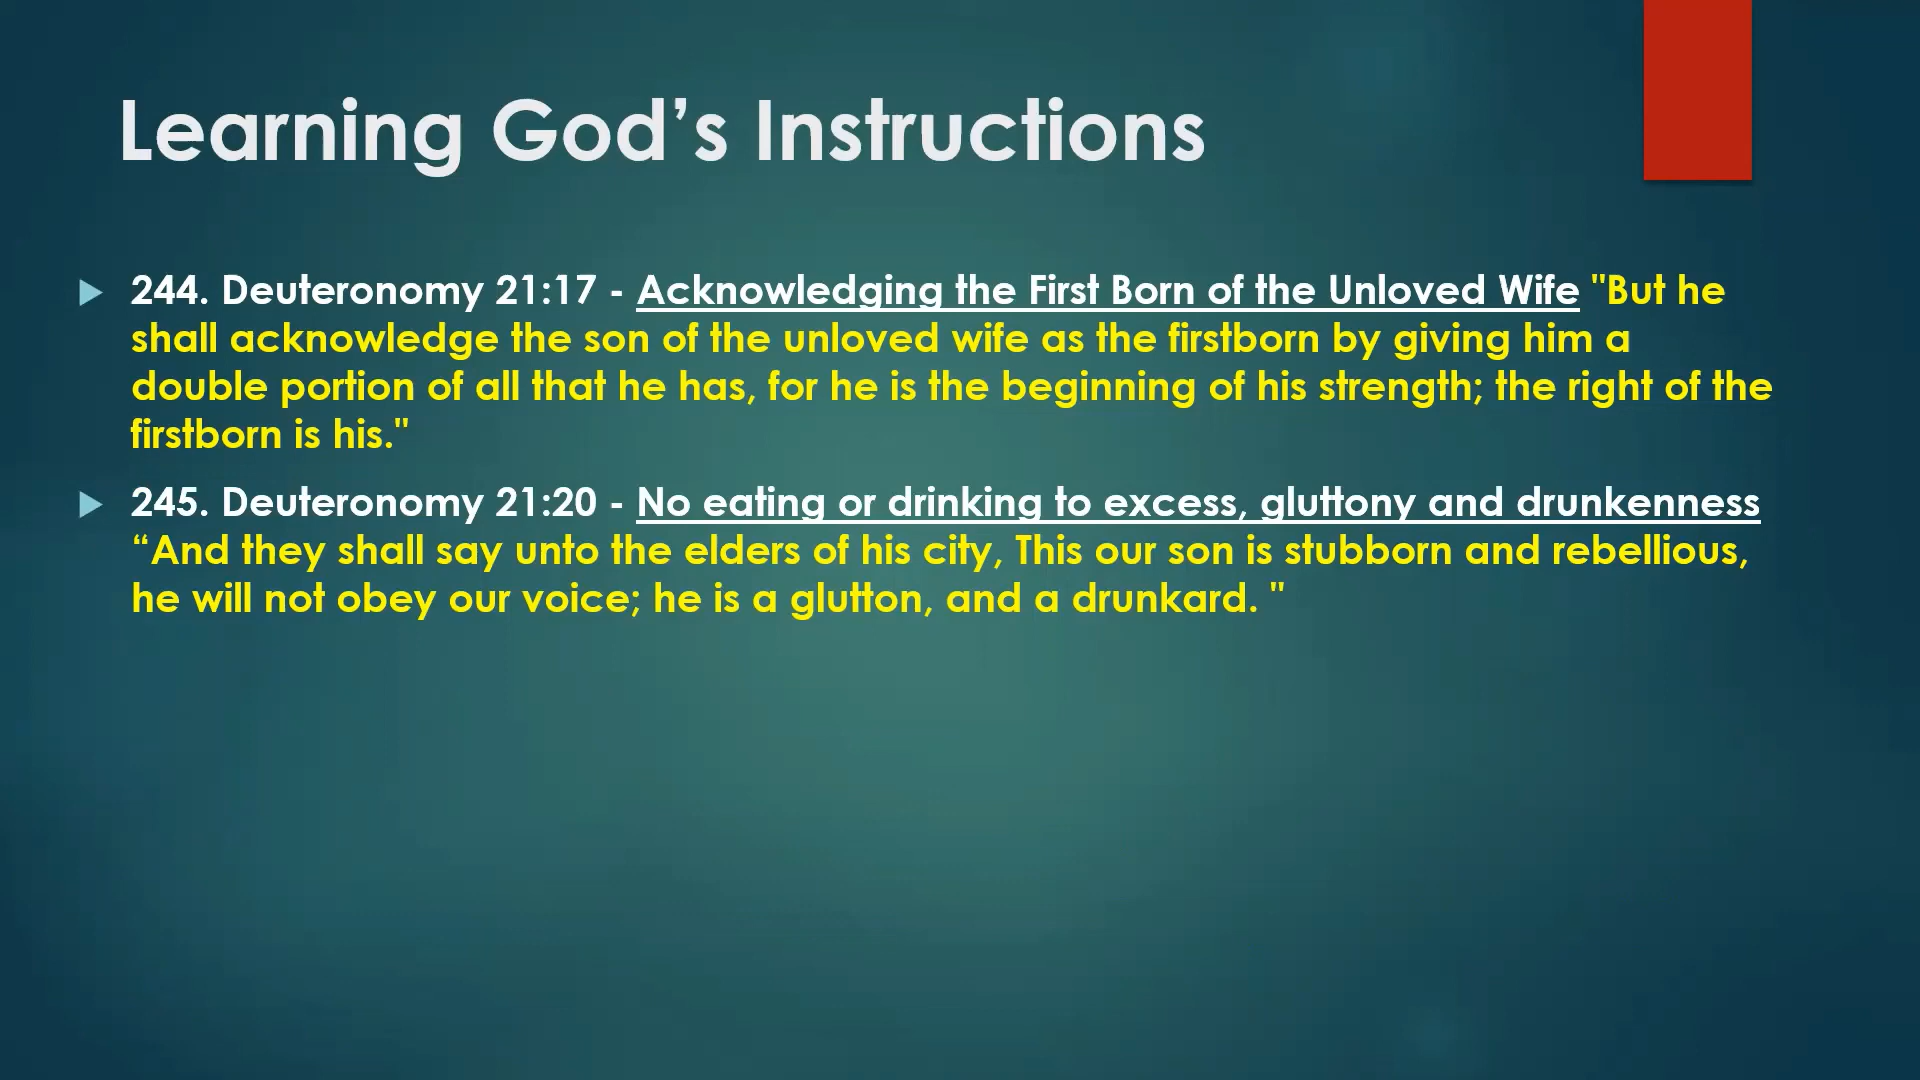 Learning God’s Instructions
244. Deuteronomy 21:17 - Acknowledging the First Born of the Unloved Wife "But he
shall acknowledge the son of the unloved wife as the firstborn by giving him a
double portion of all that he has, for he is the beginning of his strength; the right of the
firstborn is his."
245. Deuteronomy 21:20 - No eating or drinking to excess, gluttony and drunkenness
“And they shall say unto the elders of his city, This our son is stubborn and rebellious,
he will not obey our voice; he is a glutton, and a drunkard. "